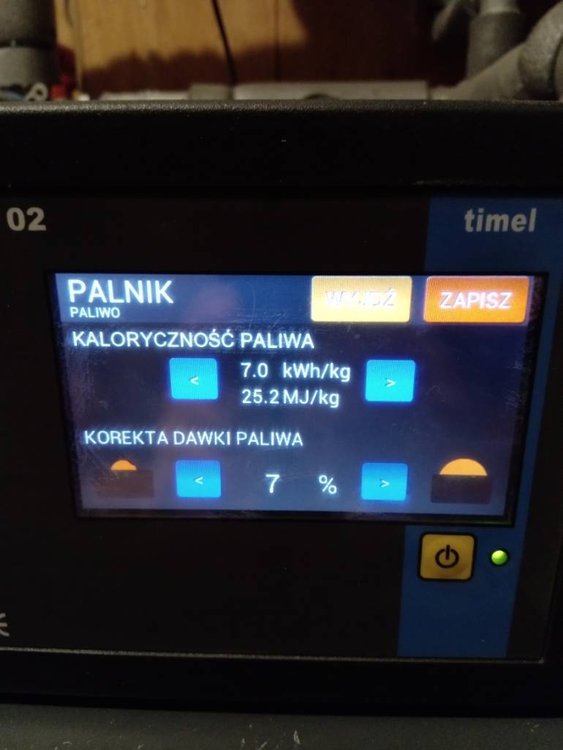 02
timel
PALNIK
PALIWO
WYJDŹ
ZAPISZ
KALORYCZNOŚĆ PALIWA
< 7.0 kWh/kg >
25.2 MJ/kg
KOREKTA DAWKI PALIWA
< 7 % >